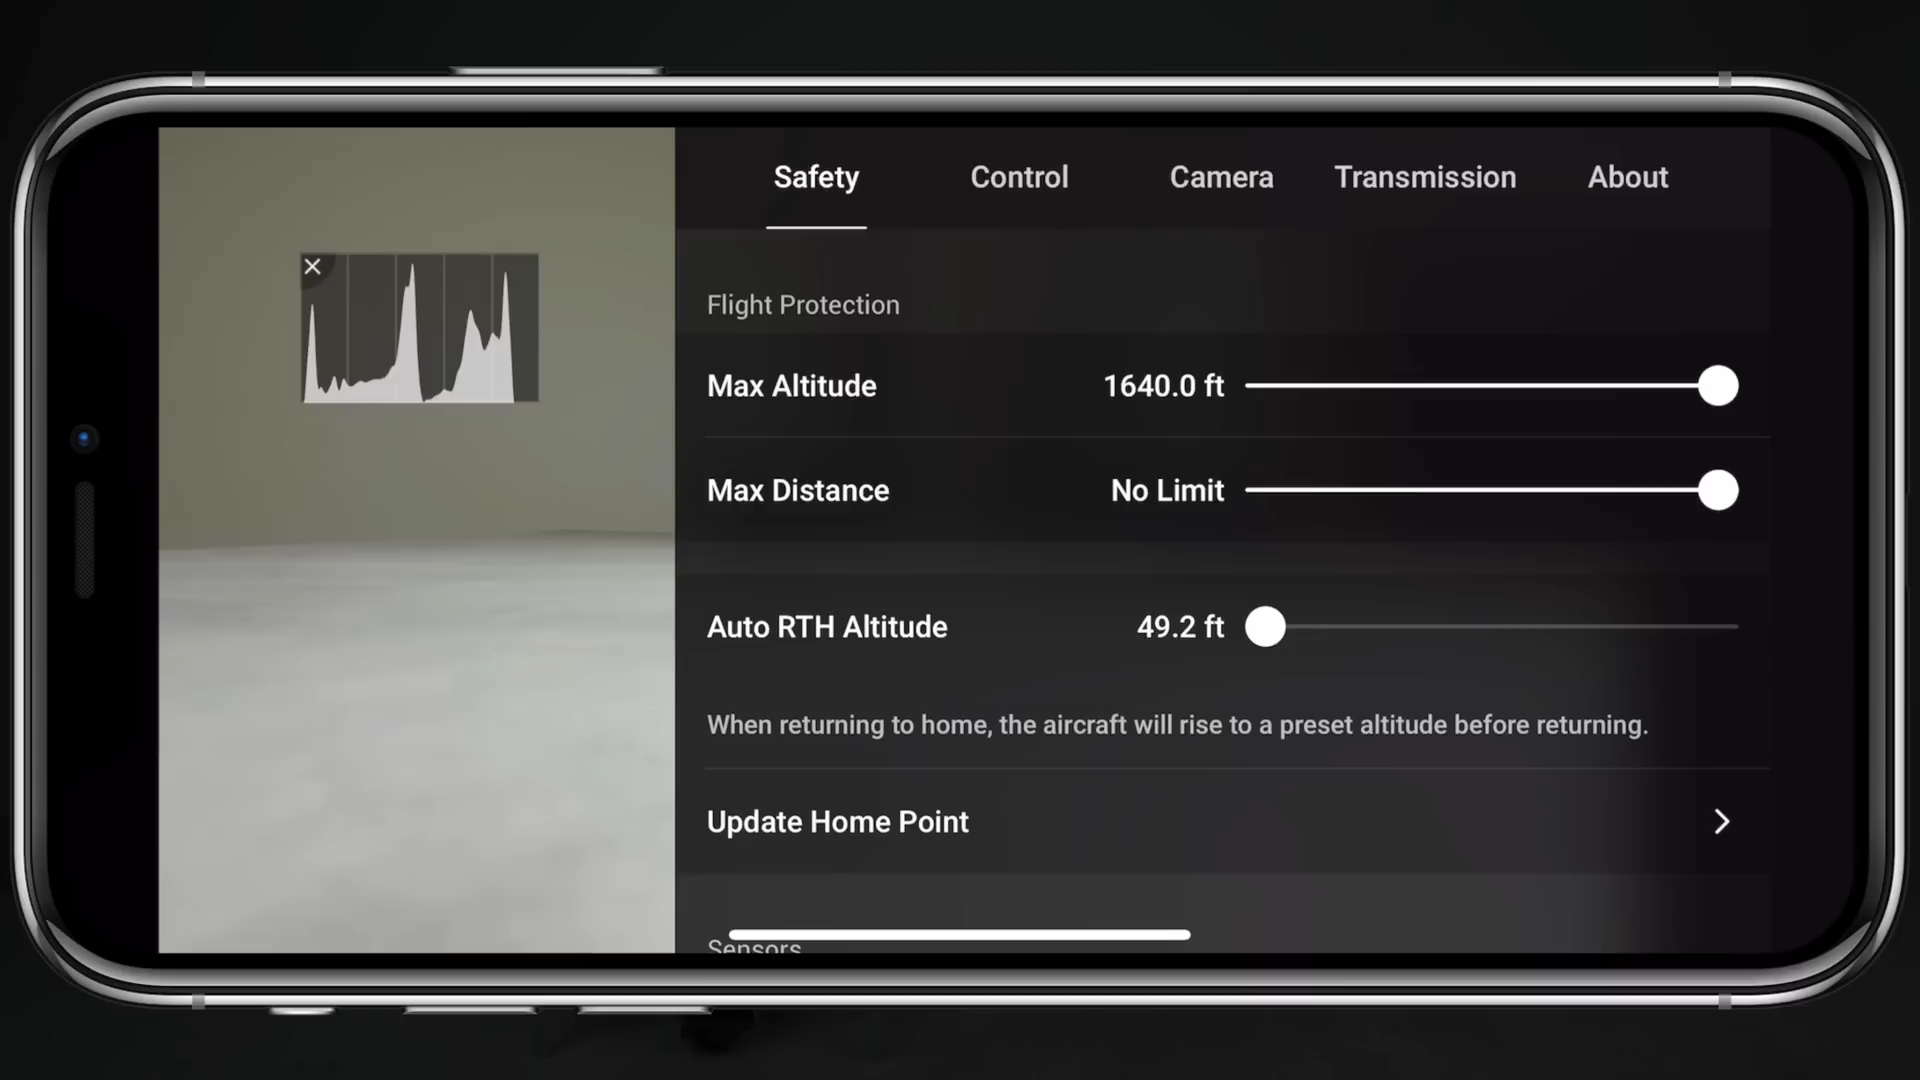 Safety Control Camera Transmission About
Flight Protection
Max Altitude 1640.0 ft
Max Distance No Limit
Auto RTH Altitude 49.2 ft
When returning to home, the aircraft will rise to a preset altitude before returning.
Update Home Point
Sensors